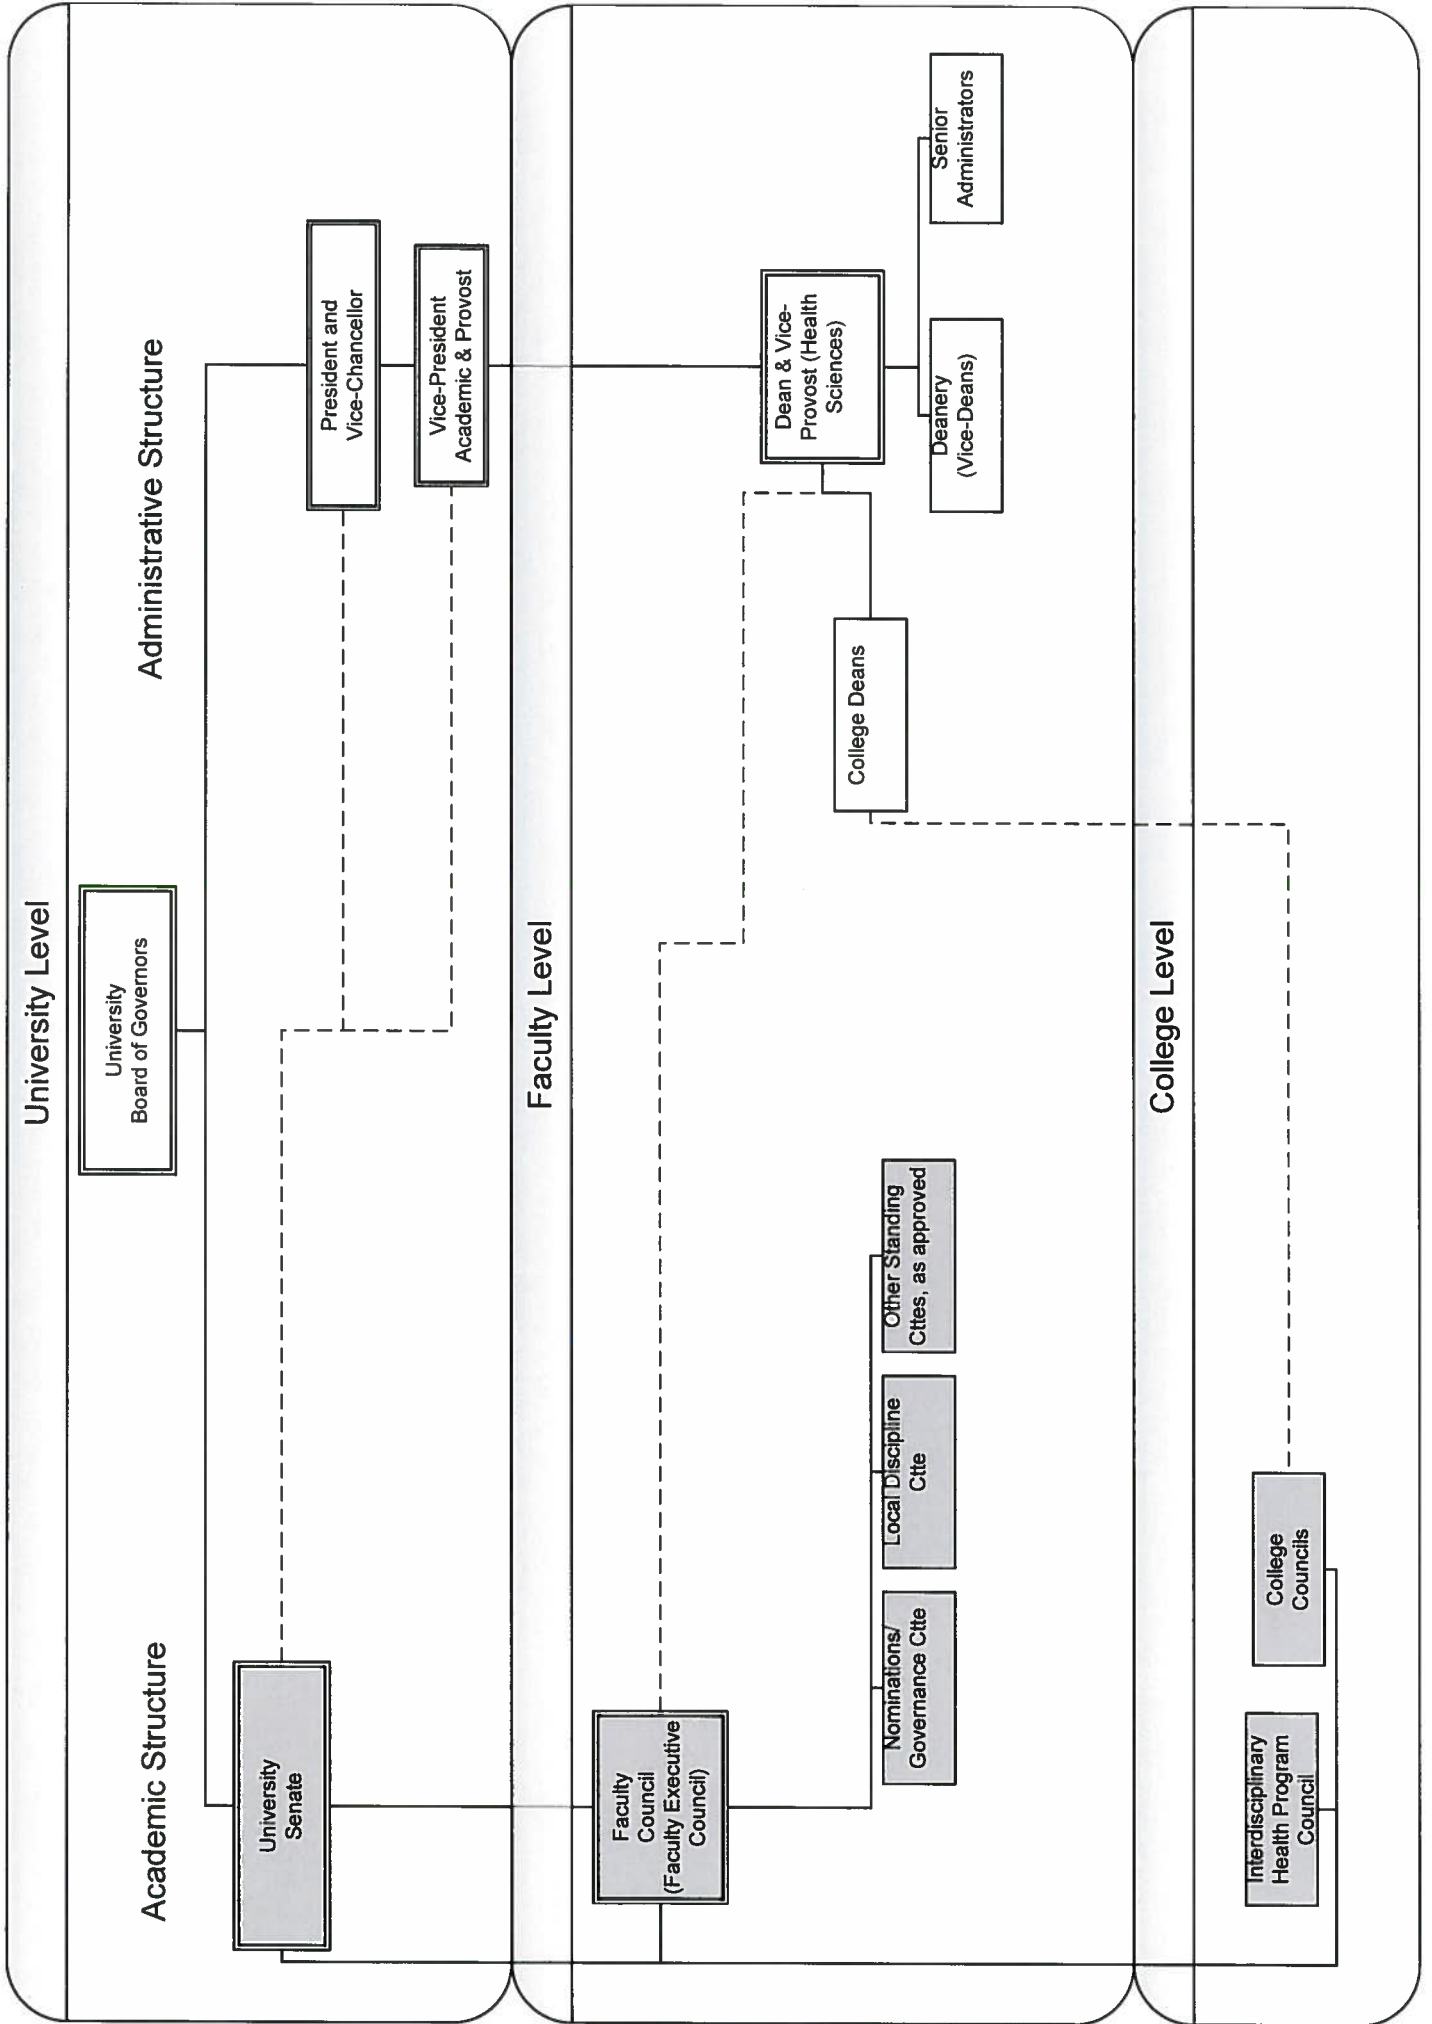 University Level
University
Board of Governors
Academic Structure
Administrative Structure
University
Senate
President and
Vice-Chancellor
Vice-President
Academic & Provost
Faculty Level
Faculty
Council
(Faculty Executive
Council)
Dean & Vice-
Provost (Health
Sciences)
College Deans
Nominations/
Governance Ctte
Local Discipline
Ctte
Other Standing
Cttes, as approved
Deanery
(Vice-Deans)
Senior
Administrators
College Level
Interdisciplinary
Health Program
Council
College
Councils